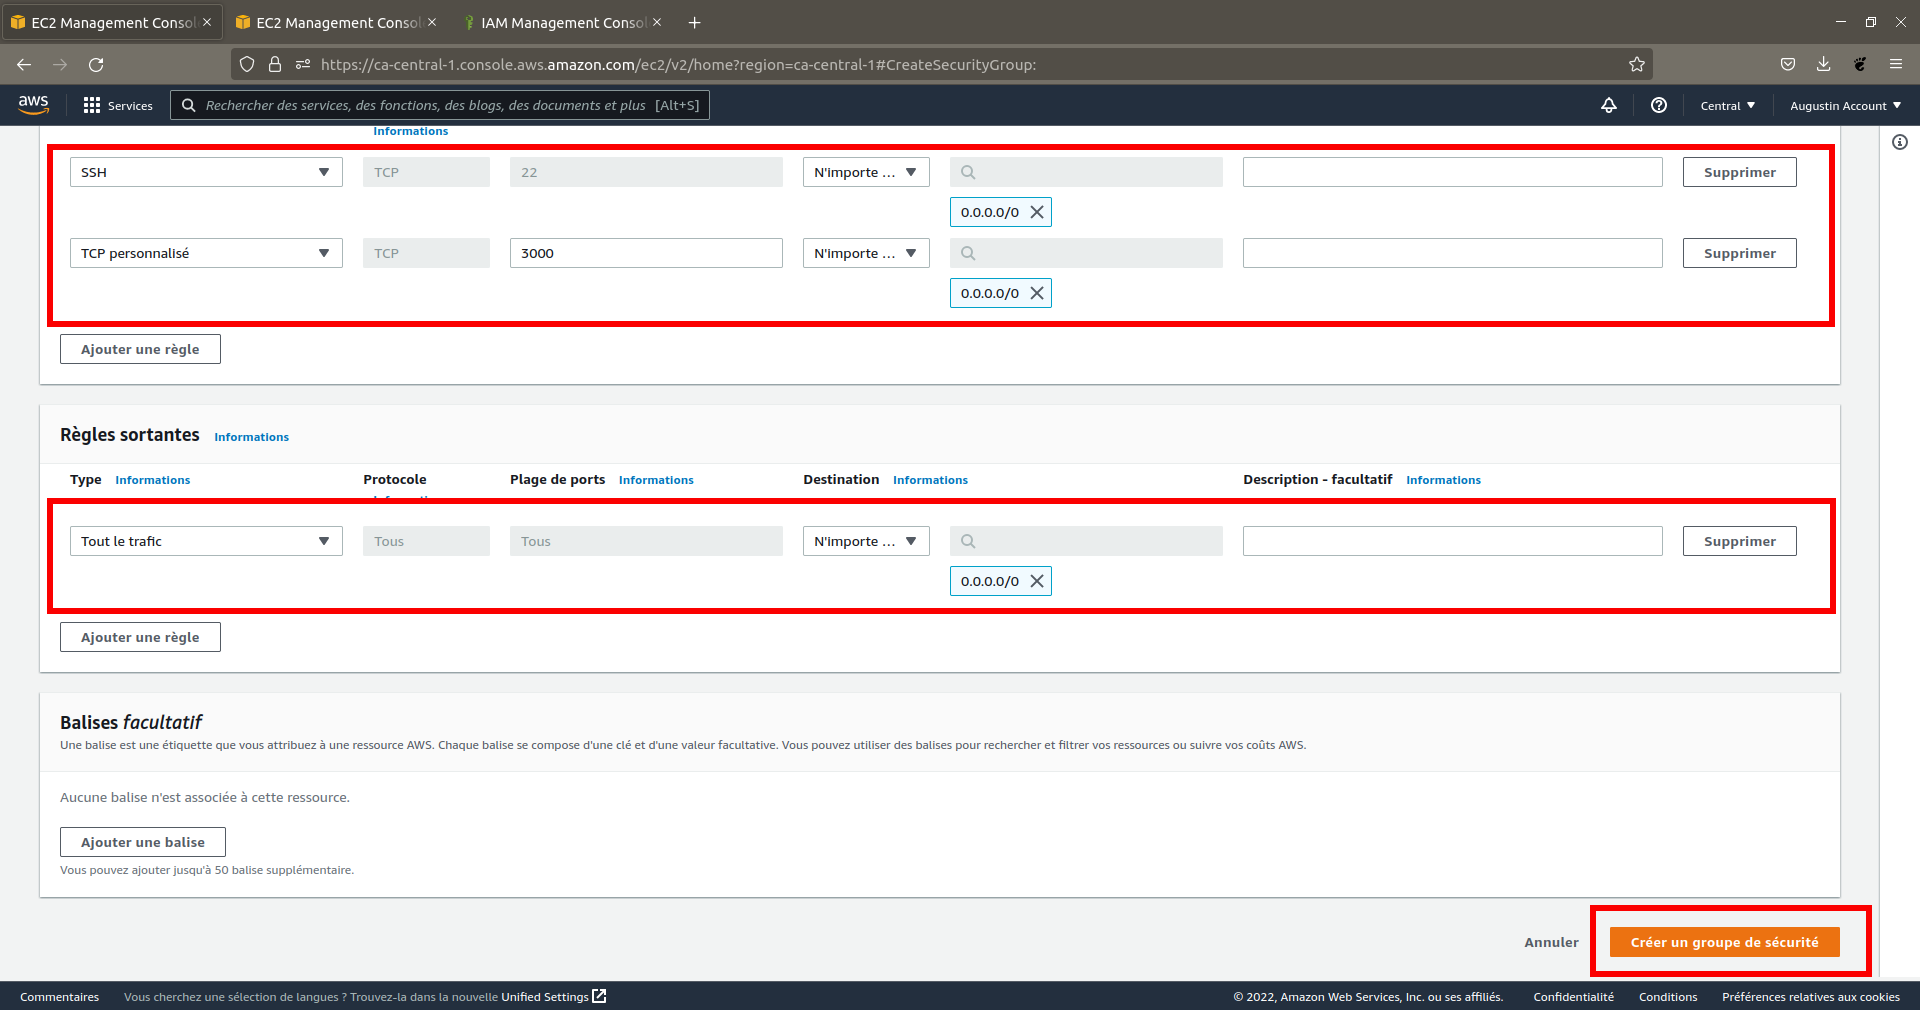 EC2 Management Consol
EC2 Management Consol
IAM Management Consol
https://ca-central-1.console.aws.amazon.com/ec2/v2/home?region=ca-central-1#CreateSecurityGroup:
aws
Services
Rechercher des services, des fonctions, des blogs, des documents et plus [Alt+S]
Central
Augustin Account
Informations
SSH
TCP
22
N'importe ...
Supprimer
0.0.0.0/0
TCP personnalisé
TCP
3000
N'importe ...
Supprimer
0.0.0.0/0
Ajouter une règle
Règles sortantes
Informations
Type Informations
Protocole
Informations
Plage de ports Informations
Destination Informations
Description - facultatif Informations
Tout le trafic
Tous
Tous
N'importe ...
Supprimer
0.0.0.0/0
Ajouter une règle
Balises facultatif
Une balise est une étiquette que vous attribuez à une ressource AWS. Chaque balise se compose d'une clé et d'une valeur facultative. Vous pouvez utiliser des balises pour rechercher et filtrer vos ressources ou suivre vos coûts AWS.
Aucune balise n'est associée à cette ressource.
Ajouter une balise
Vous pouvez ajouter jusqu'à 50 balise supplémentaire.
Annuler
Créer un groupe de sécurité
Commentaires
Vous cherchez une sélection de langues ? Trouvez-la dans la nouvelle Unified Settings
© 2022, Amazon Web Services, Inc. ou ses affiliés.
Confidentialité
Conditions
Préférences relatives aux cookies